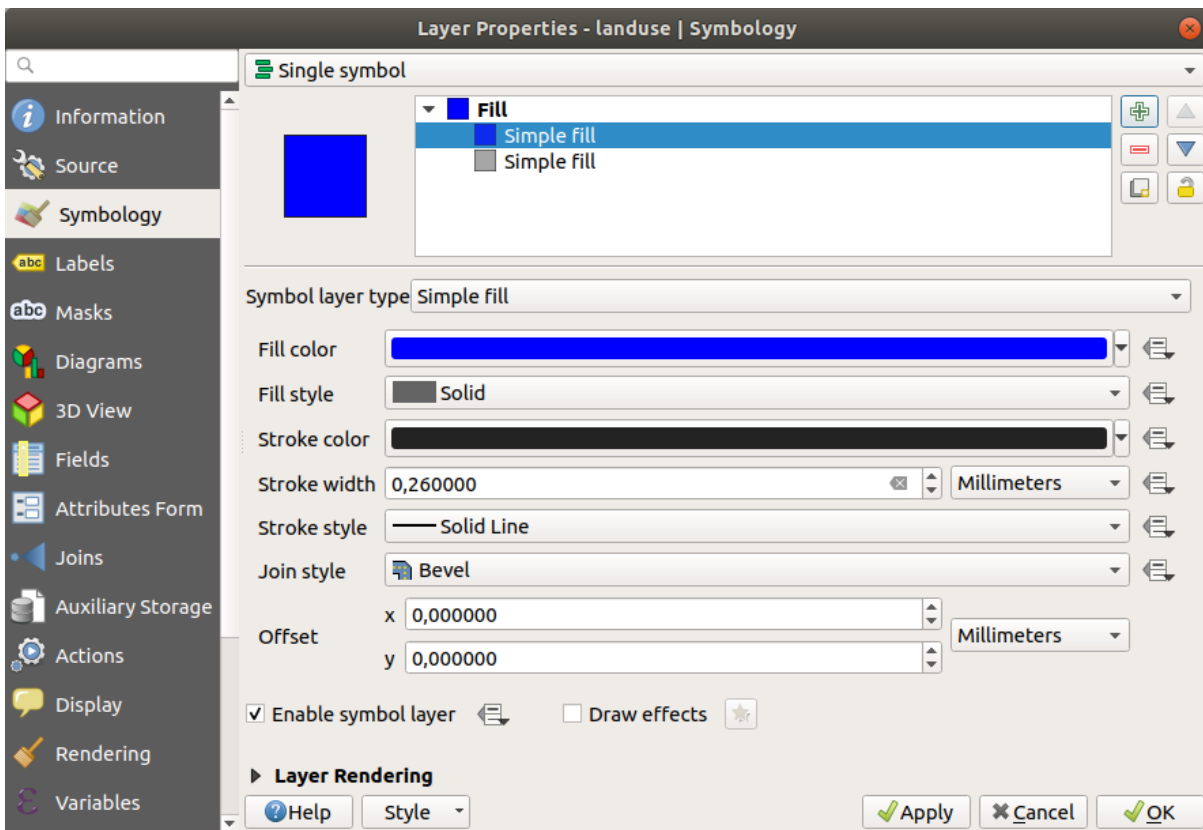 Layer Properties - landuse | Symbology
Single symbol
Information
Source
Symbology
Labels
Masks
Diagrams
3D View
Fields
Attributes Form
Joins
Auxiliary Storage
Actions
Display
Rendering
Variables
Fill
Simple fill
Simple fill
Symbol layer type Simple fill
Fill color
Fill style Solid
Stroke color
Stroke width 0,260000 Millimeters
Stroke style Solid Line
Join style Bevel
Offset
x 0,000000
y 0,000000
Millimeters
Enable symbol layer Draw effects
Layer Rendering
Help Style Apply Cancel OK
abc
abc